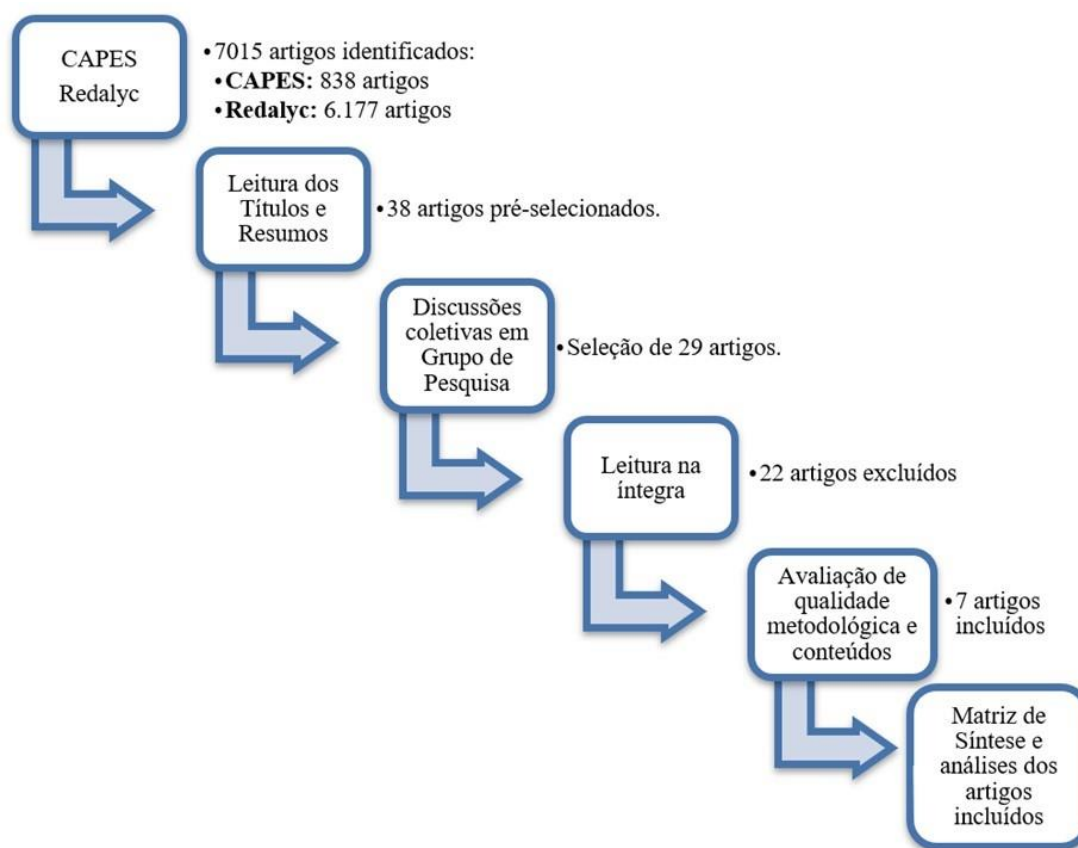 CAPES
Redalyc
•7015 artigos identificados:
•CAPES: 838 artigos
•Redalyc: 6.177 artigos
Leitura dos
Títulos e
Resumos
•38 artigos pré-selecionados.
Discussões
coletivas em
Grupo de
Pesquisa
•Seleção de 29 artigos.
Leitura na
íntegra
•22 artigos excluídos
Avaliação de
qualidade
metodológica e
conteúdos
•7 artigos
incluídos
Matriz de
Síntese e
análises dos
artigos
incluídos